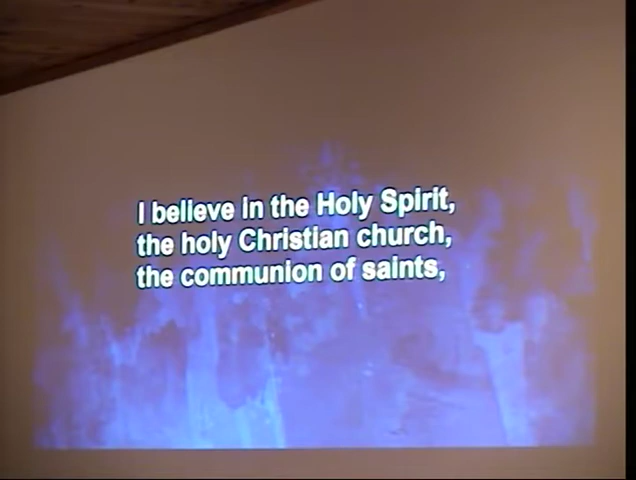 I believe in the Holy Spirit,
the holy Christian church,
the communion of saints,